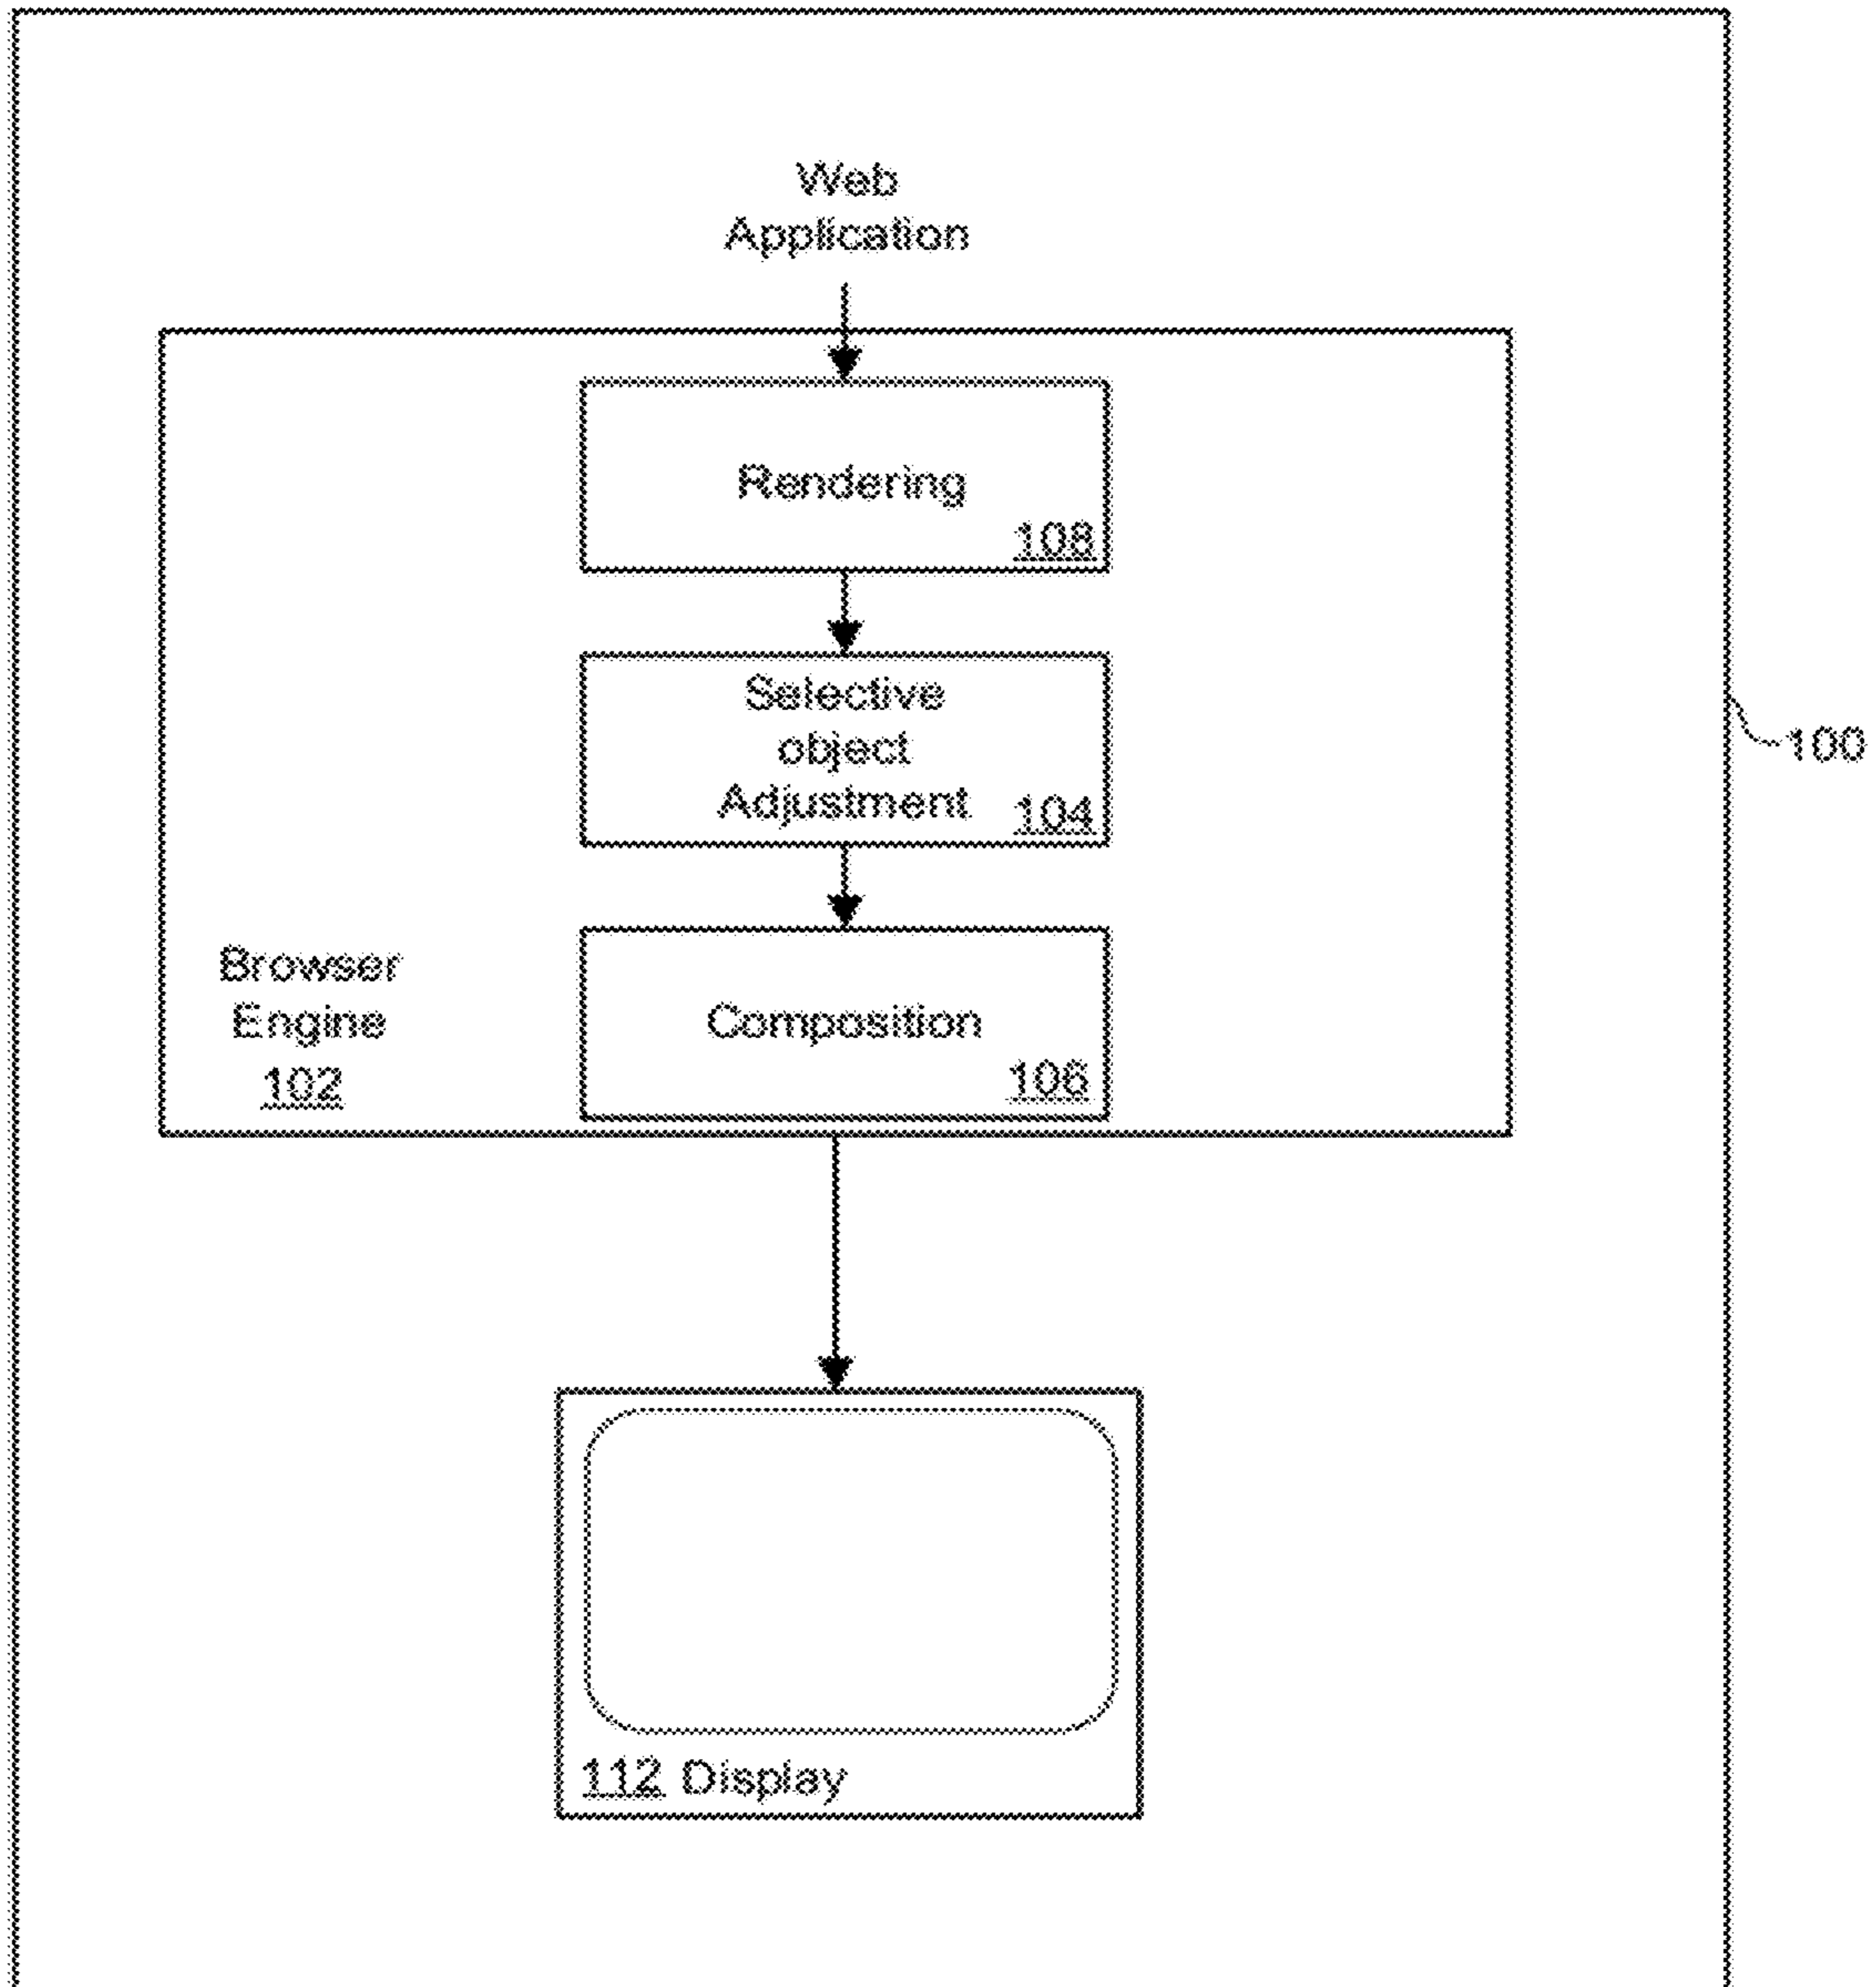 Web
Application
Rendering
108
Selective
object
Adjustment
104
100
Browser
Engine
102
Composition
106
112 Display